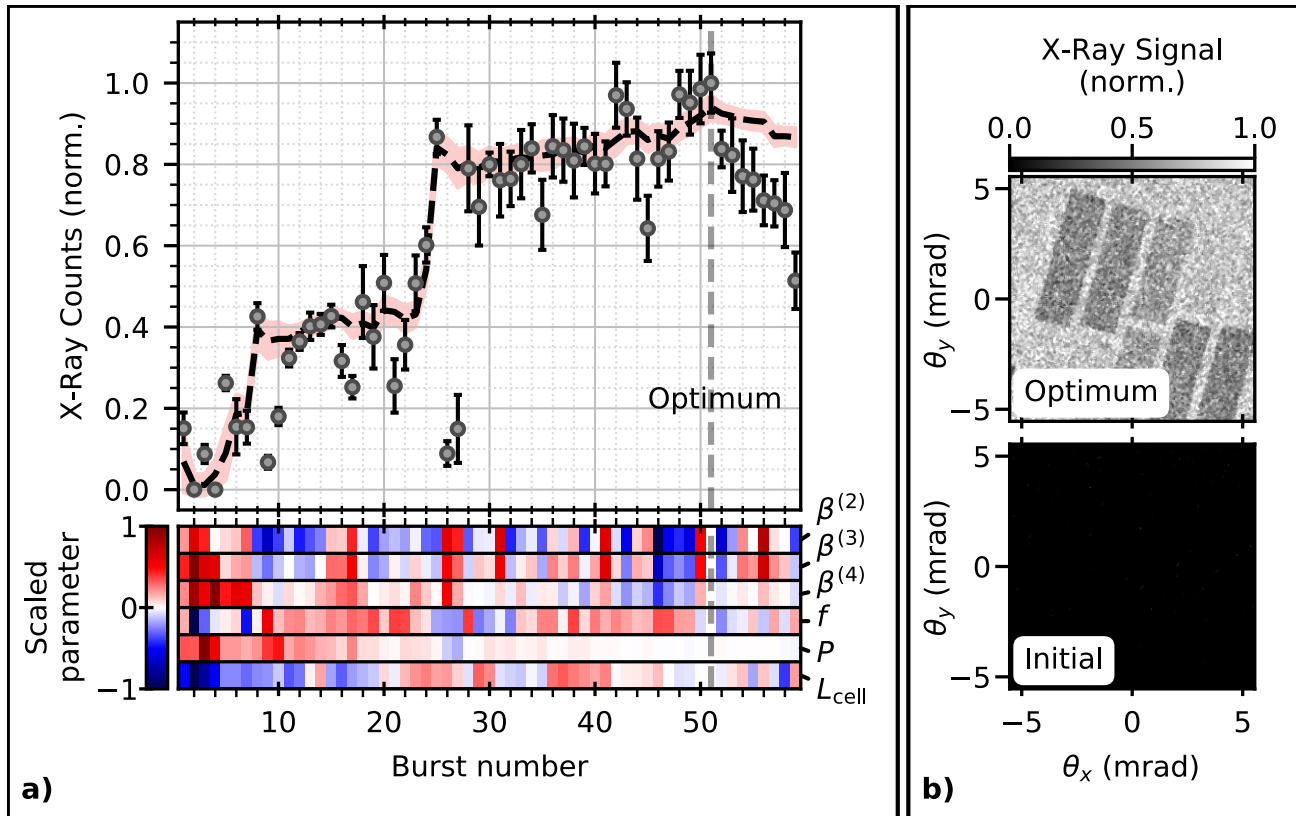 X-Ray Counts (norm.)
1.0
0.8
0.6
0.4
0.2
0.0
Optimum
Scaled
parameter
1
0
−1
β(2)
β(3)
β(4)
f
P
Lcell
10
20
30
40
50
Burst number
a)
X-Ray Signal
(norm.)
0.0
0.5
1.0
θy (mrad)
5
0
−5
Optimum
θy (mrad)
5
0
−5
Initial
−5
0
5
θx (mrad)
b)